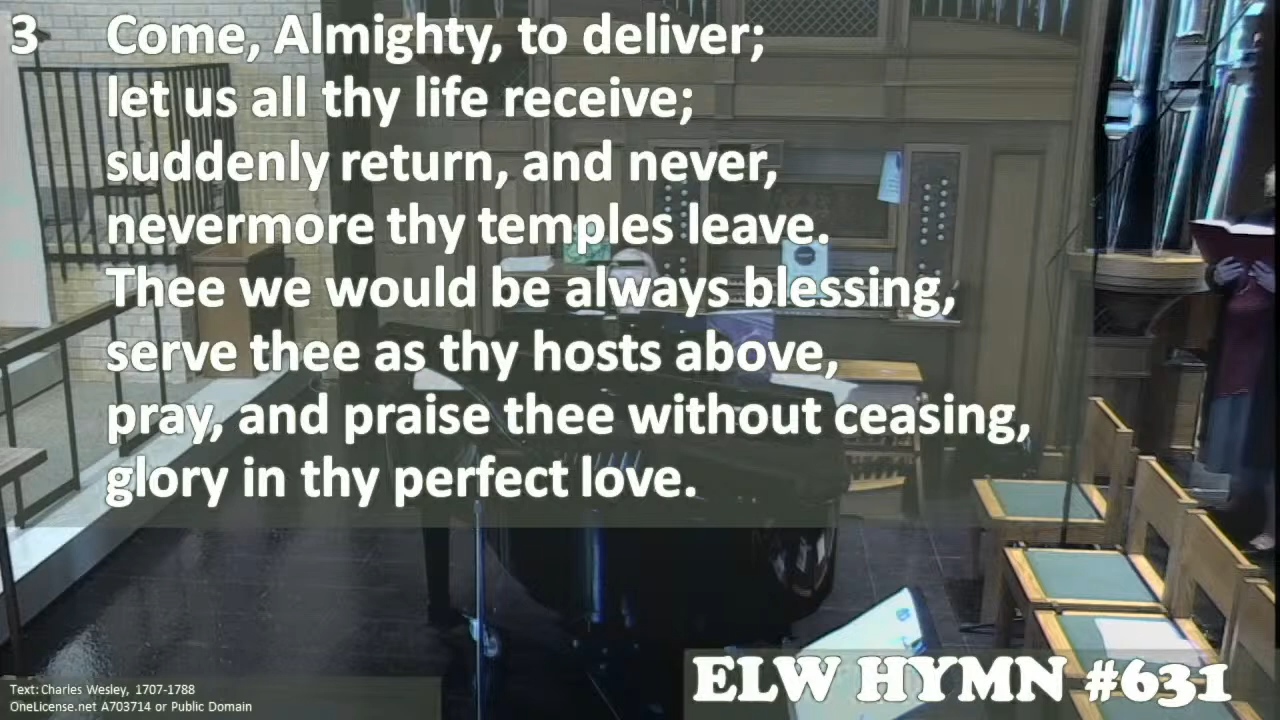 3 Come, Almighty, to deliver;
let us all thy life receive;
suddenly return, and never,
nevermore thy temples leave.
Thee we would be always blessing,
serve thee as thy hosts above,
pray, and praise thee without ceasing,
glory in thy perfect love.
ELW HYMN #631
Text: Charles Wesley, 1707-1788
OneLicense.net A703714 or Public Domain